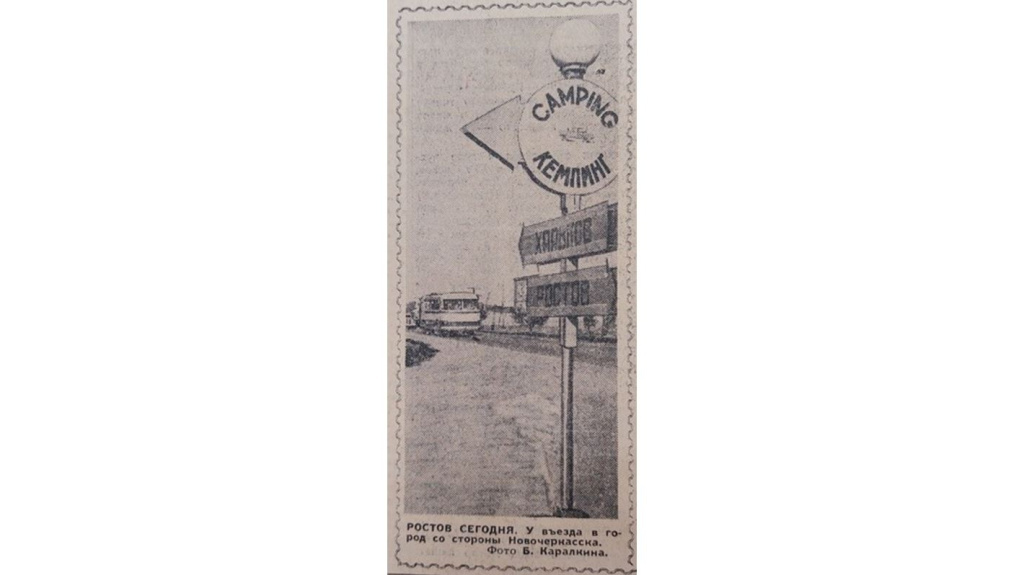 CAMPING
КЕМПИНГ
ХАРЬКОВ
РОСТОВ
РОСТОВ СЕГОДНЯ. У въезда в го-
род со стороны Новочеркасска.
Фото Б. Каралкина.